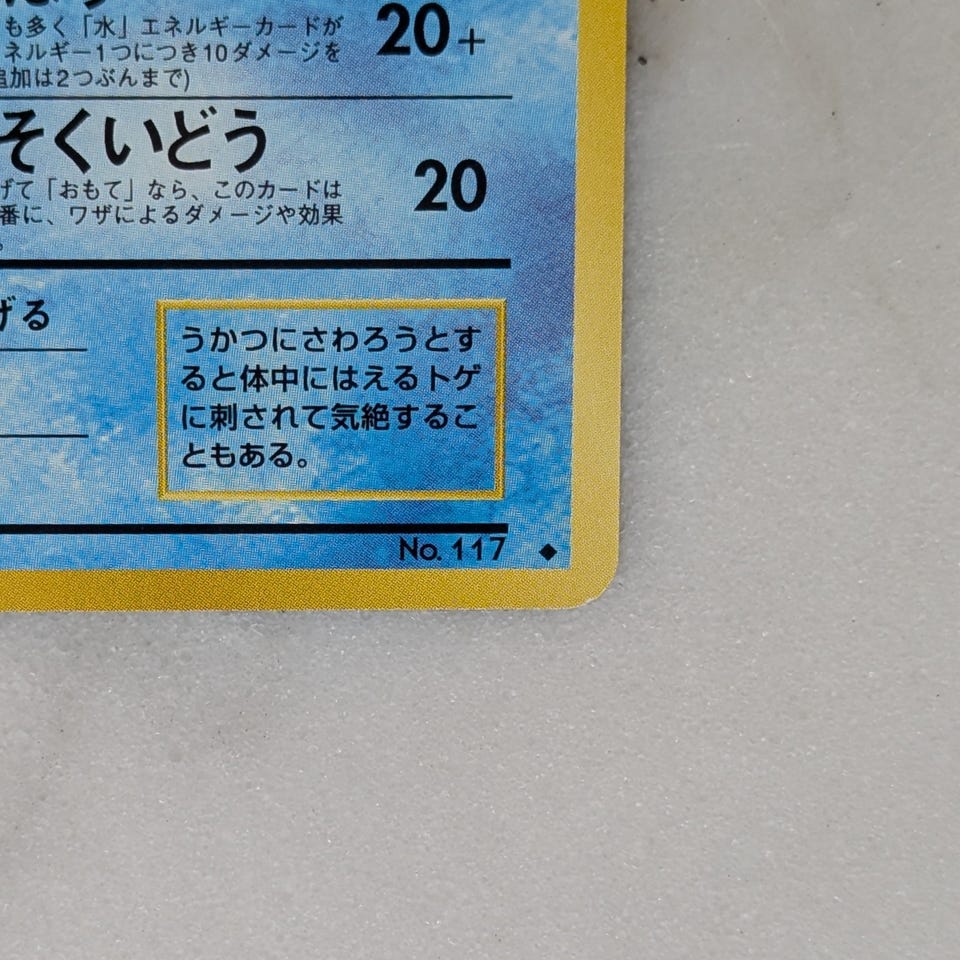 も多く「水」エネルギーカードが
ネルギー1つにつき10ダメージを
追加は2つぶんまで)
20+
そくいどう
げて「おもて」なら、このカードは
番に、ワザによるダメージや効果
。
20
げる
うかつにさわろうとす
ると体中にはえるトゲ
に刺されて気絶するこ
ともある。
No. 117 ◆